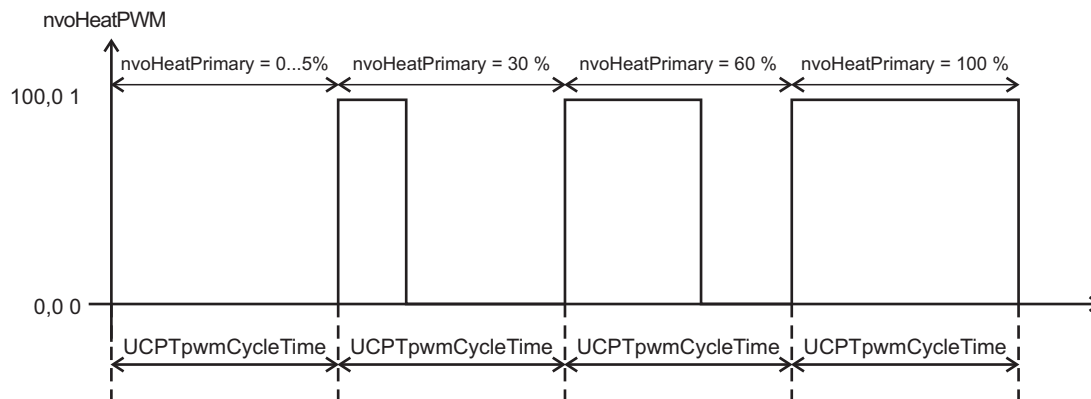 nvoHeatPWM
nvoHeatPrimary = 0...5%
nvoHeatPrimary = 30 %
nvoHeatPrimary = 60 %
nvoHeatPrimary = 100 %
100,0 1
0,0 0
UCPTpwmCycleTime
UCPTpwmCycleTime
UCPTpwmCycleTime
UCPTpwmCycleTime